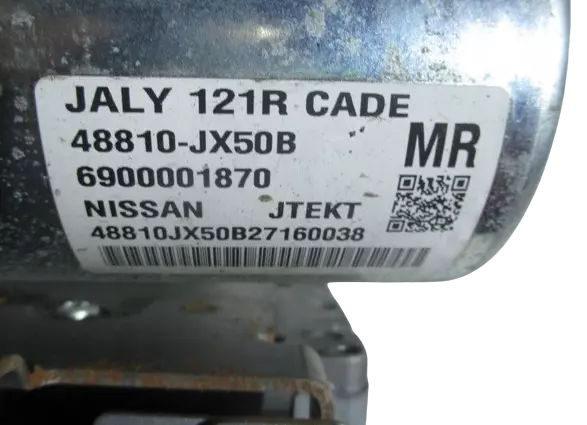 JALY 121R CADE
48810-JX50B
MR
6900001870
NISSAN JTEKT
48810JX50B27160038